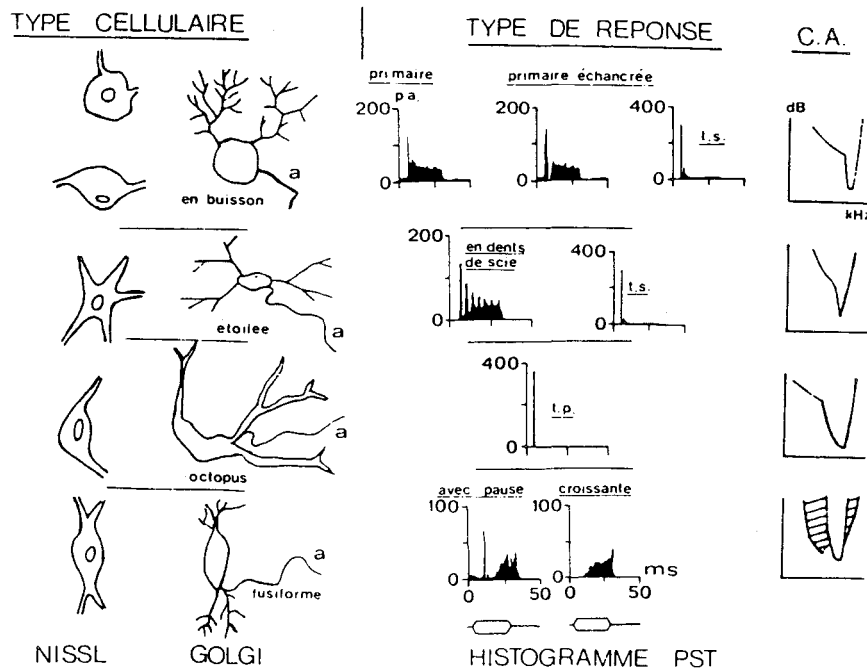 TYPE CELLULAIRE
TYPE DE REPONSE
C.A.
primaire
p.a.
primaire échancrée
200
0
200
0
400
0
t.s.
dB
kHz
a
en buisson
200
0
en dents
de scie
400
0
t.s.
etoilée
a
400
0
t.p.
a
octopus
avec pause
croissante
100
0
0
50
100
0
0
50
ms
a
fusiforme
NISSL
GOLGI
HISTOGRAMME PST